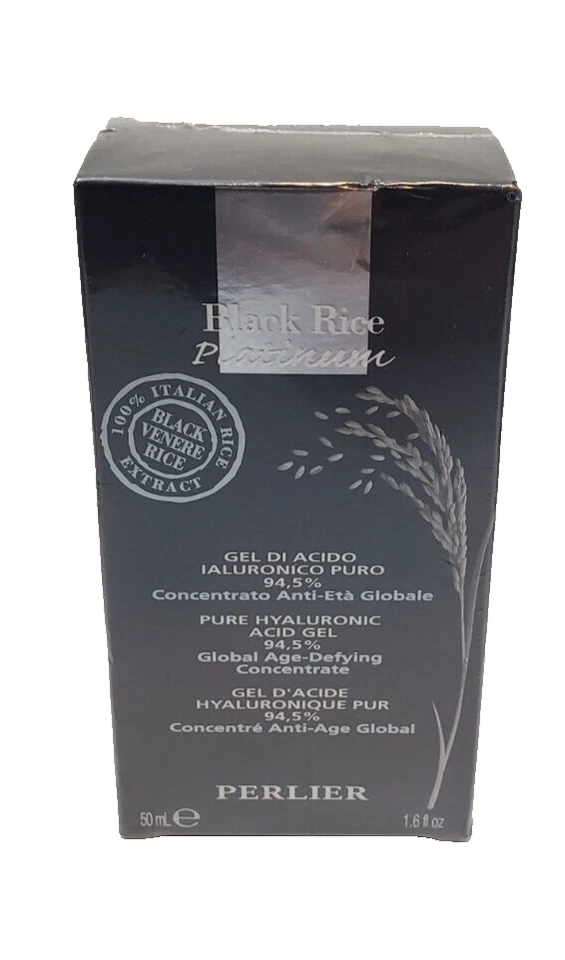 Black Rice
Platinum
100% ITALIAN RICE
EXTRACT
BLACK
VENERE
RICE
GEL DI ACIDO
IALURONICO PURO
94,5%
Concentrato Anti-Età Globale
PURE HYALURONIC
ACID GEL
94,5%
Global Age-Defying
Concentrate
GEL D'ACIDE
HYALURONIQUE PUR
94,5%
Concentré Anti-Age Global
PERLIER
50 mL ℮ 1.6 fl oz